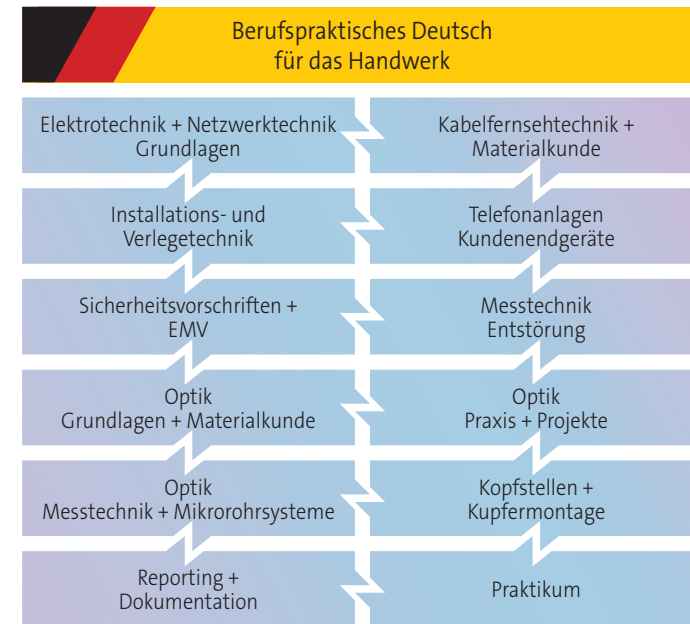 Berufspraktisches Deutsch
für das Handwerk
Elektrotechnik + Netzwerktechnik
Grundlagen
Kabelfernsehtechnik +
Materialkunde
Installations- und
Verlegetechnik
Telefonanlagen
Kundenendgeräte
Sicherheitsvorschriften +
EMV
Messtechnik
Entstörung
Optik
Grundlagen + Materialkunde
Optik
Praxis + Projekte
Optik
Messtechnik + Mikrorohrsysteme
Kopfstellen +
Kupfermontage
Reporting +
Dokumentation
Praktikum